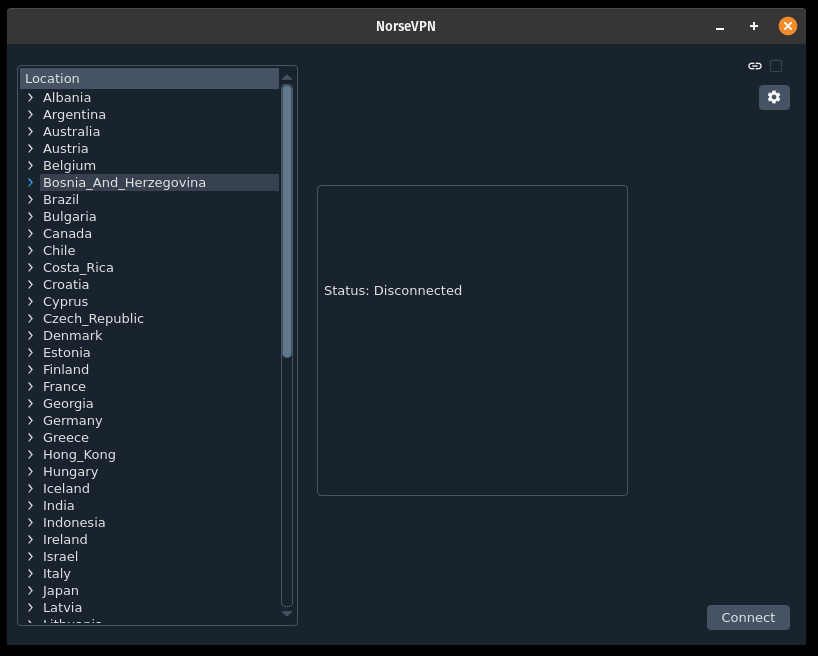 NorseVPN
Location
Albania
Argentina
Australia
Austria
Belgium
Bosnia_And_Herzegovina
Brazil
Bulgaria
Canada
Chile
Costa_Rica
Croatia
Cyprus
Czech_Republic
Denmark
Estonia
Finland
France
Georgia
Germany
Greece
Hong_Kong
Hungary
Iceland
India
Indonesia
Ireland
Israel
Italy
Japan
Latvia
Status: Disconnected
Connect